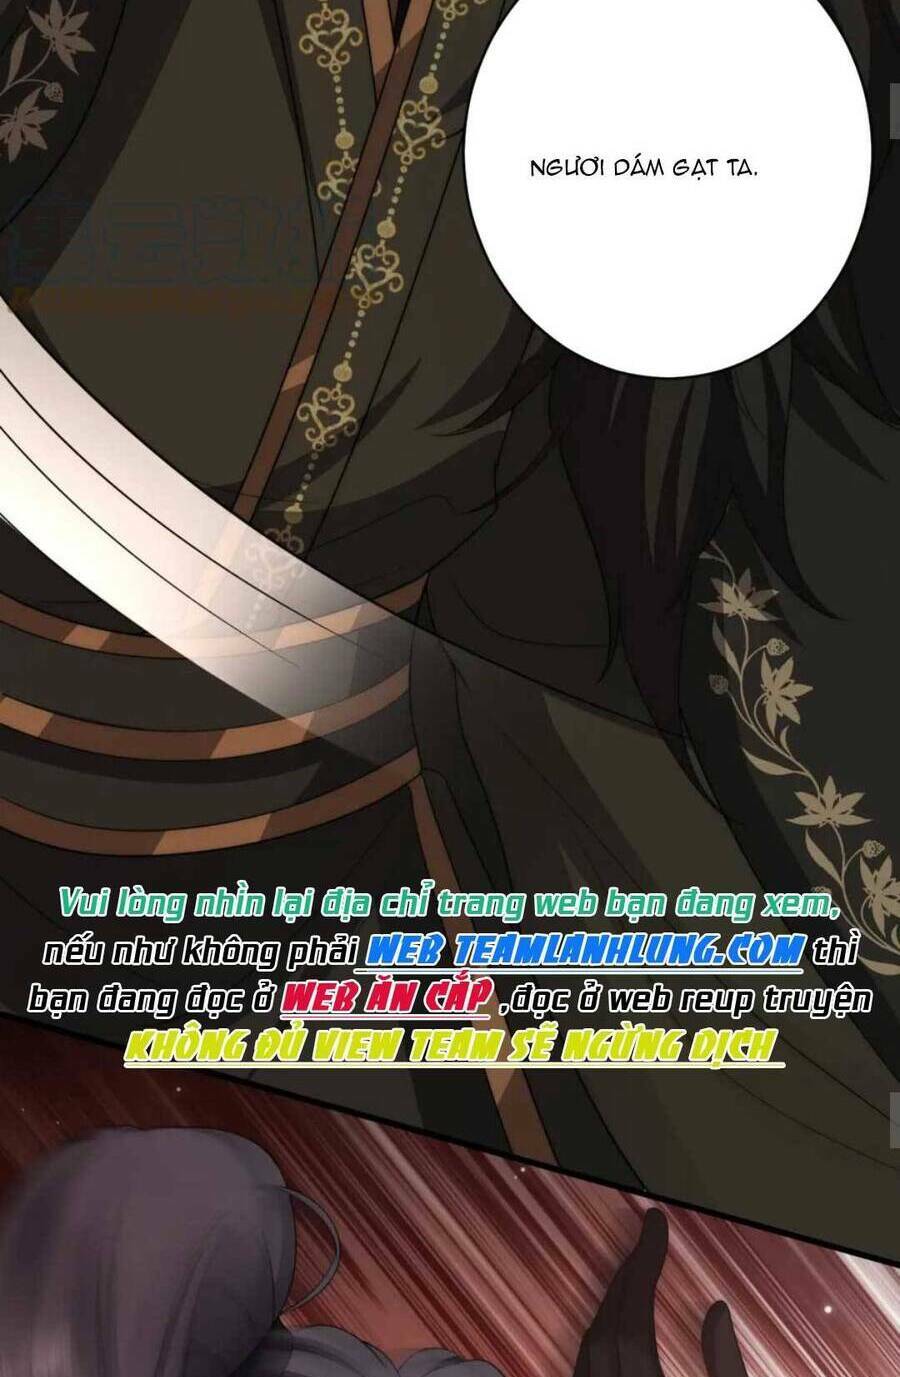 NGƯƠI DÁM GẠT TA.
Vui lòng nhìn lại địa chỉ trang web bạn đang xem,
nếu như không phải WEB TEAMLANHLUNG.COM thì
bạn đang đọc ở WEB ĂN CẮP ,đọc ở web reup truyện
KHÔNG ĐỦ VIEW TEAM SẼ NGỪNG DỊCH